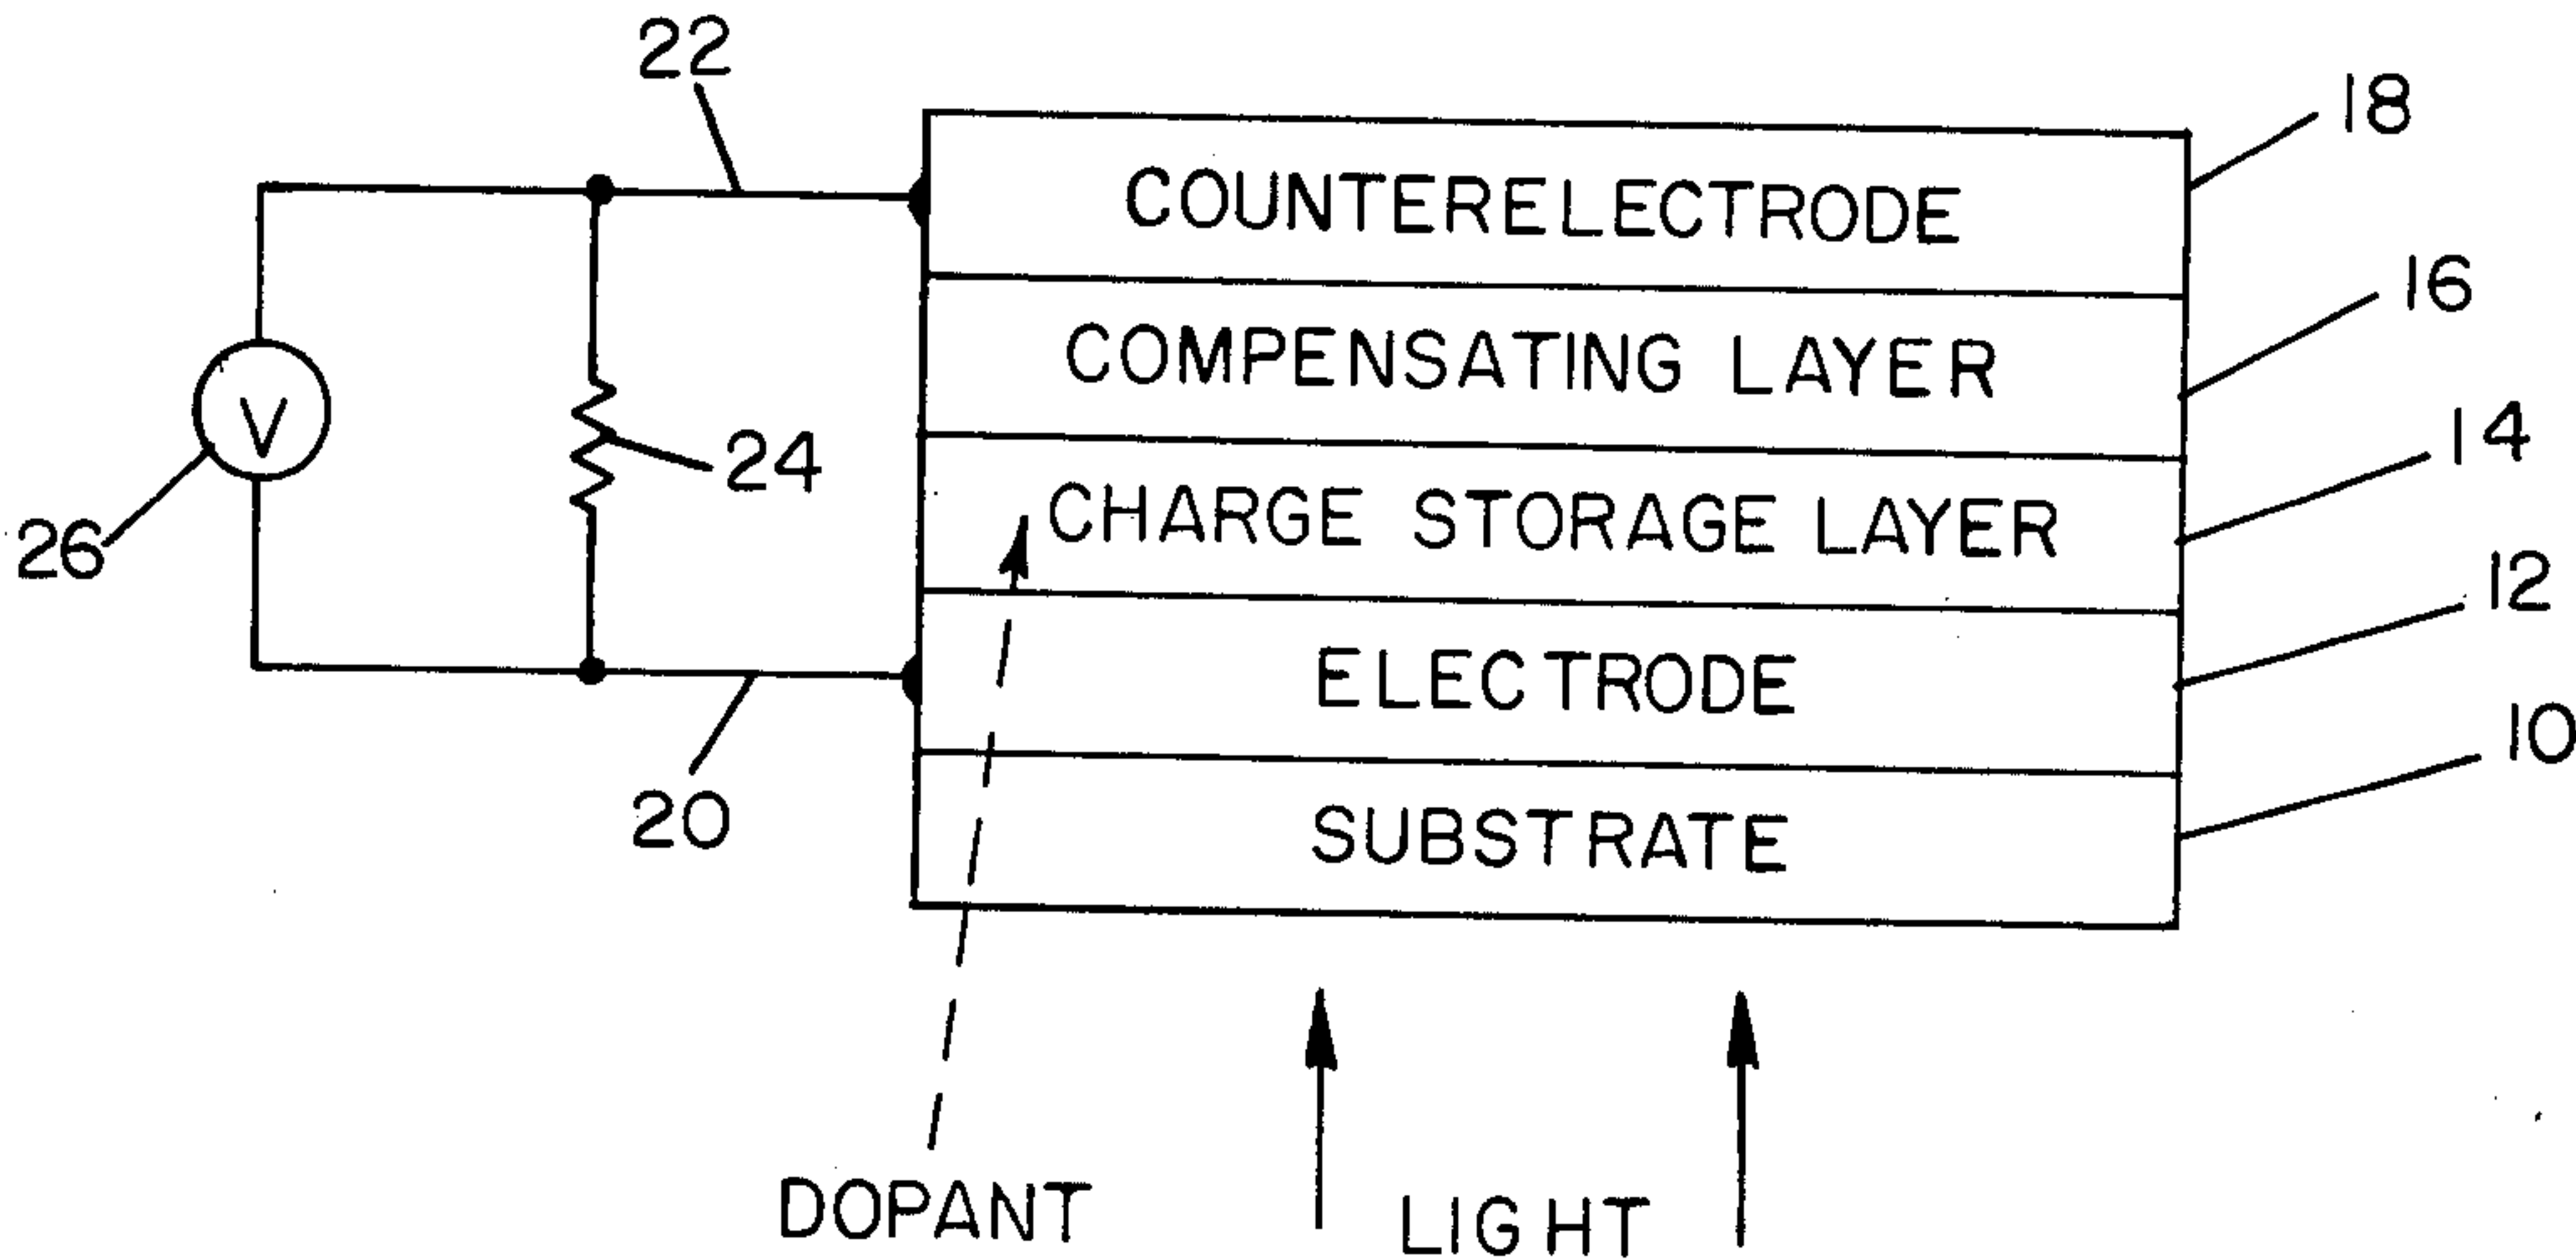 22
18
COUNTERELECTRODE
16
COMPENSATING LAYER
V
24
14
CHARGE STORAGE LAYER
26
12
ELECTRODE
10
20
SUBSTRATE
DOPANT
LIGHT